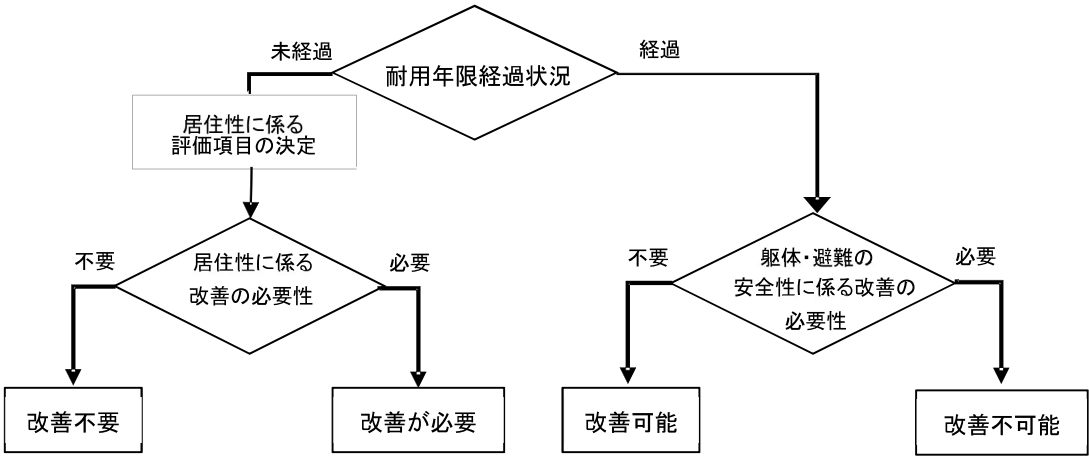 未経過
経過
耐用年限経過状況
居住性に係る
評価項目の決定
不要
居住性に係る
改善の必要性
必要
不要
躯体・避難の
安全性に係る改善の
必要性
必要
改善不要
改善が必要
改善可能
改善不可能